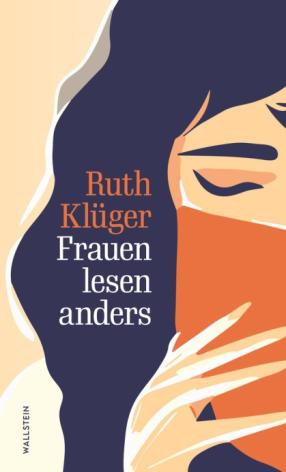 Ruth
Klüger
Frauen
lesen
anders
WALLSTEIN